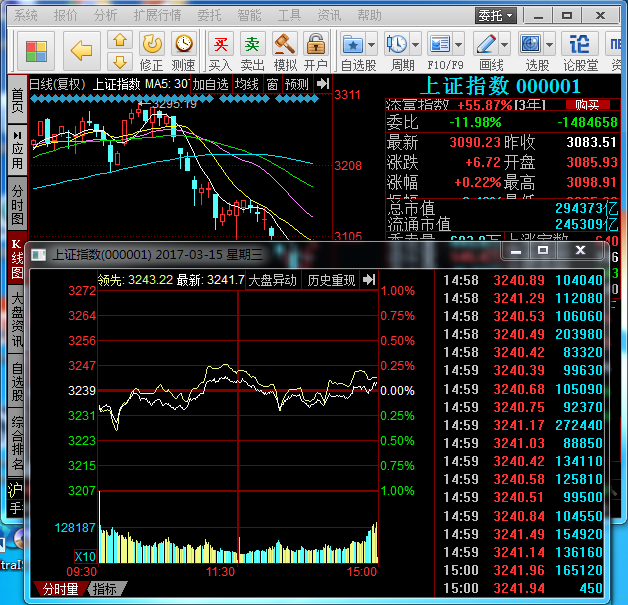 系统 报价 分析 扩展行情 委托 智能 工具 资讯 帮助 委托
修正 测速 买入 卖出 模拟 开户 自选股 周期 F10/F9 画线 选股 论股堂
买 卖 论
首页
应用
分时图
K线图
大盘资讯
自选股
综合排名
日线(复权) 上证指数 MA5: 30 加自选 均线 窗 预测
3295.19
3311
3208
3105
上证指数 000001
添富指数 +55.87% [3年] 购买
委比 -11.98% -1484658
最新 3090.23 昨收 3083.51
涨跌 +6.72 开盘 3085.93
涨幅 +0.22% 最高 3098.91
总市值 294373亿
流通市值 245309亿
沪
手
上证指数(000001) 2017-03-15 星期三
领先: 3243.22 最新: 3241.7 大盘异动 历史重现
3272 1.00%
3264 0.75%
3256 0.50%
3247 0.25%
3239 0.00%
3231 0.25%
3223 0.50%
3215 0.75%
3207 1.00%
128187
X10
09:30 11:30 15:00
分时量 指标
14:58 3240.89 104040
14:58 3241.29 112080
14:58 3240.53 106060
14:58 3240.49 203980
14:58 3240.42 83320
14:59 3240.39 99630
14:59 3240.68 105090
14:59 3240.75 92370
14:59 3241.17 272440
14:59 3241.03 88850
14:59 3240.42 134110
14:59 3240.58 125810
14:59 3240.51 99500
14:59 3240.84 104550
14:59 3241.49 154920
14:59 3241.14 136160
15:00 3241.96 165120
15:00 3241.94 450